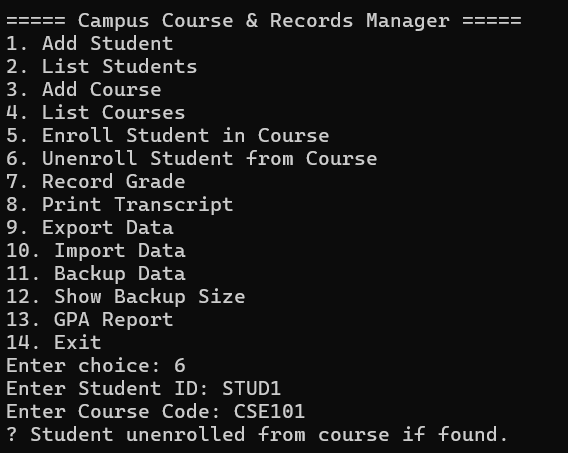 ===== Campus Course & Records Manager =====
1. Add Student
2. List Students
3. Add Course
4. List Courses
5. Enroll Student in Course
6. Unenroll Student from Course
7. Record Grade
8. Print Transcript
9. Export Data
10. Import Data
11. Backup Data
12. Show Backup Size
13. GPA Report
14. Exit
Enter choice: 6
Enter Student ID: STUD1
Enter Course Code: CSE101
? Student unenrolled from course if found.